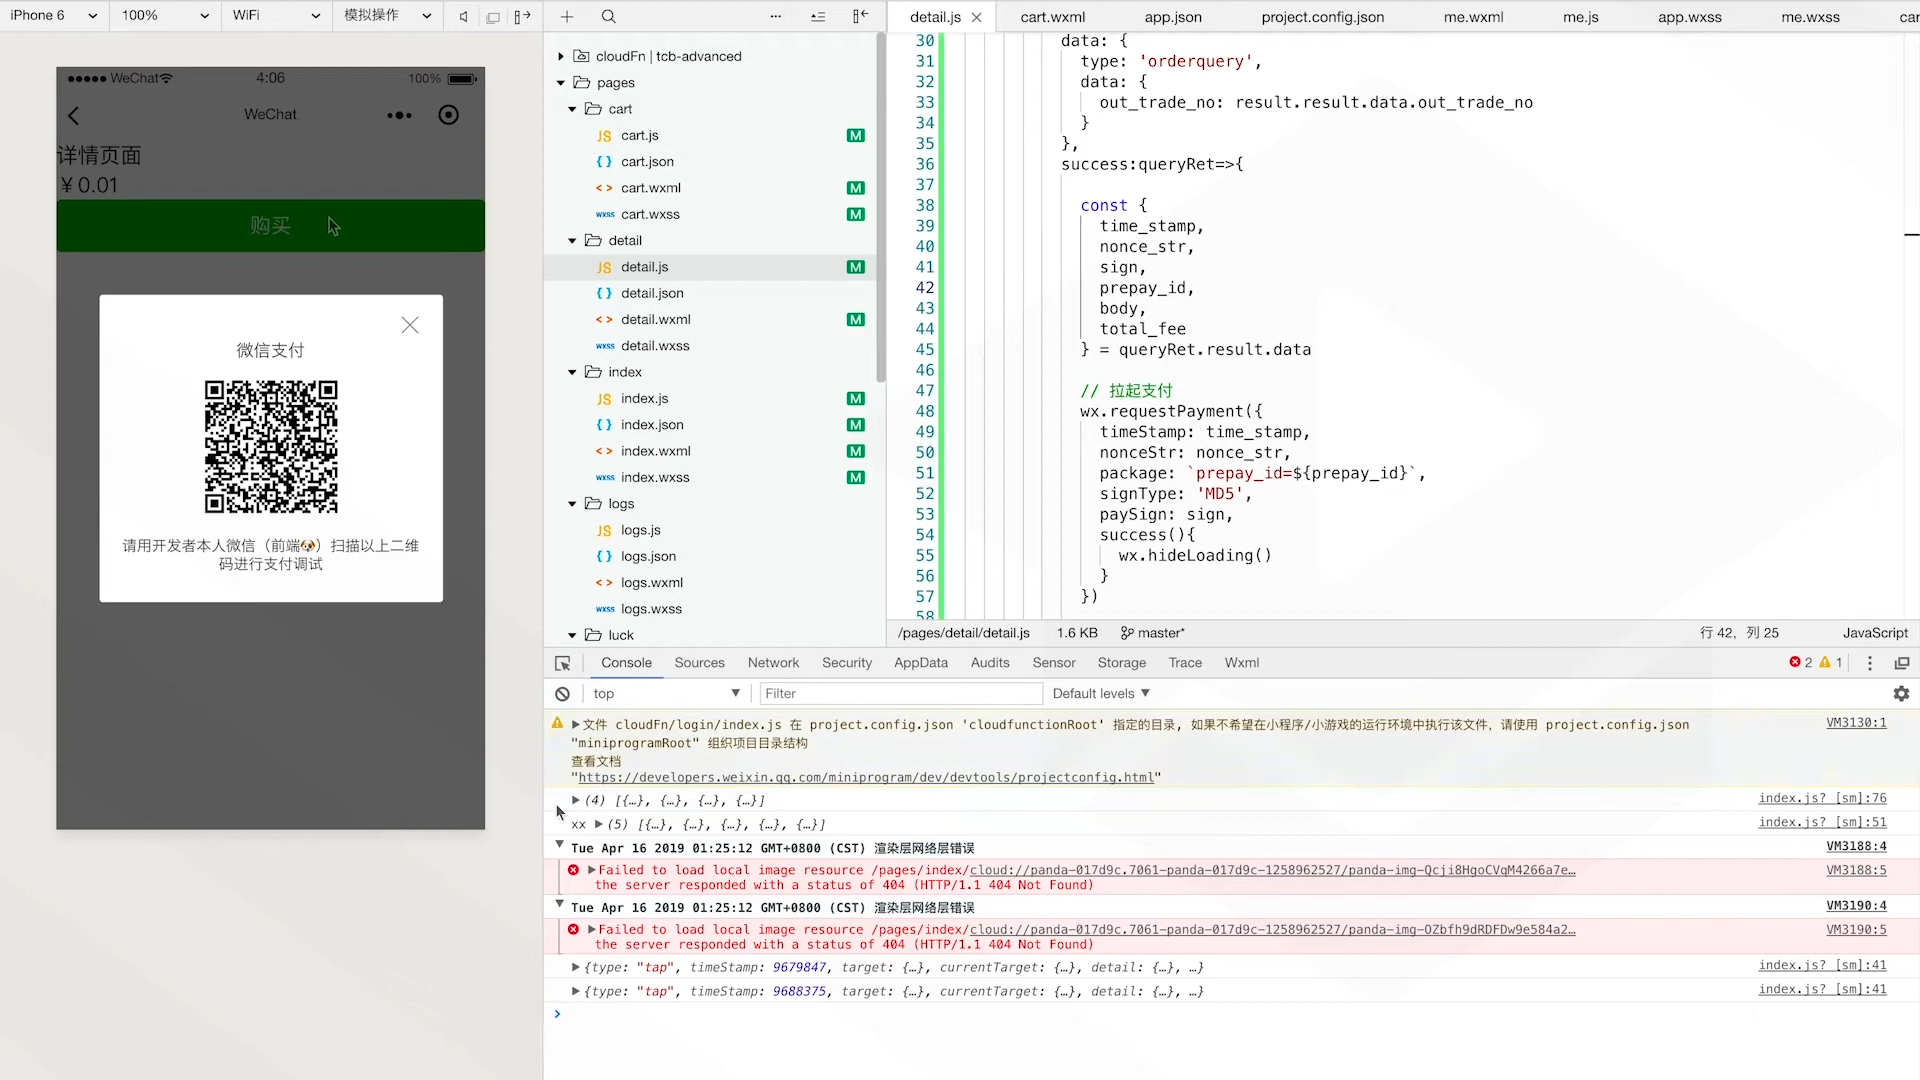 iPhone 6
100%
WiFi
模拟操作
WeChat
4:06
100%
WeChat
详情页面
￥0.01
购买
微信支付
请用开发者本人微信（前端🐶）扫描以上二维
码进行支付调试
cloudFn | tcb-advanced
pages
cart
JS cart.js M
{ } cart.json
< > cart.wxml M
wxss cart.wxss M
detail
JS detail.js M
{ } detail.json
< > detail.wxml M
wxss detail.wxss
index
JS index.js M
{ } index.json M
< > index.wxml M
wxss index.wxss M
logs
JS logs.js
{ } logs.json
< > logs.wxml
wxss logs.wxss
luck
detail.js
cart.wxml
app.json
project.config.json
me.wxml
me.js
app.wxss
me.wxss
car
30 data: {
31 type: 'orderquery',
32 data: {
33 out_trade_no: result.result.data.out_trade_no
34 }
35 },
36 success:queryRet=>{
37
38 const {
39 time_stamp,
40 nonce_str,
41 sign,
42 prepay_id,
43 body,
44 total_fee
45 } = queryRet.result.data
46
47 // 拉起支付
48 wx.requestPayment({
49 timeStamp: time_stamp,
50 nonceStr: nonce_str,
51 package: `prepay_id=${prepay_id}`,
52 signType: 'MD5',
53 paySign: sign,
54 success(){
55 wx.hideLoading()
56 }
57 })
58
/pages/detail/detail.js 1.6 KB master* 行 42，列 25 JavaScript
Console Sources Network Security AppData Audits Sensor Storage Trace Wxml 2 1
top Filter Default levels
文件 cloudFn/login/index.js 在 project.config.json 'cloudfunctionRoot' 指定的目录, 如果不希望在小程序/小游戏的运行环境中执行该文件，请使用 project.config.json VM3130:1
"miniprogramRoot" 组织项目目录结构
查看文档
"https://developers.weixin.qq.com/miniprogram/dev/devtools/projectconfig.html"
(4) [{…}, {…}, {…}, {…}] index.js? [sm]:76
xx (5) [{…}, {…}, {…}, {…}, {…}] index.js? [sm]:51
Tue Apr 16 2019 01:25:12 GMT+0800 (CST) 渲染层网络层错误 VM3188:4
Failed to load local image resource /pages/index/cloud://panda-017d9c.7061-panda-017d9c-1258962527/panda-img-Qcji8HqoCVqM4266a7e… VM3188:5
the server responded with a status of 404 (HTTP/1.1 404 Not Found)
Tue Apr 16 2019 01:25:12 GMT+0800 (CST) 渲染层网络层错误 VM3190:4
Failed to load local image resource /pages/index/cloud://panda-017d9c.7061-panda-017d9c-1258962527/panda-img-OZbfh9dRDFDw9e584a2… VM3190:5
the server responded with a status of 404 (HTTP/1.1 404 Not Found)
{type: "tap", timeStamp: 9679847, target: {…}, currentTarget: {…}, detail: {…}, …} index.js? [sm]:41
{type: "tap", timeStamp: 9688375, target: {…}, currentTarget: {…}, detail: {…}, …} index.js? [sm]:41